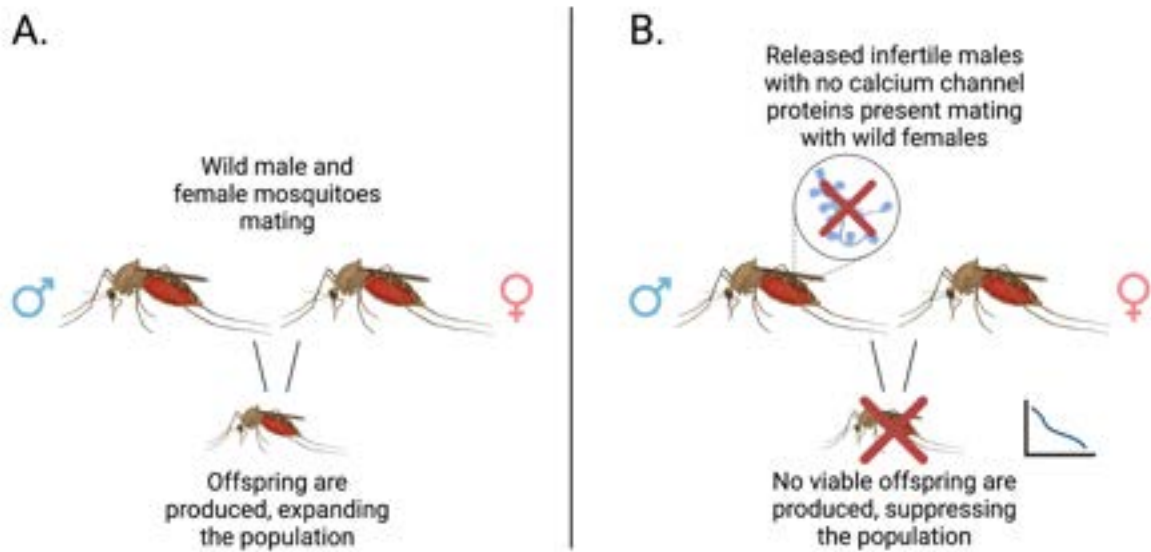 A.
Wild male and
female mosquitoes
mating
Offspring are
produced, expanding
the population
B.
Released infertile males
with no calcium channel
proteins present mating
with wild females
No viable offspring are
produced, suppressing
the population